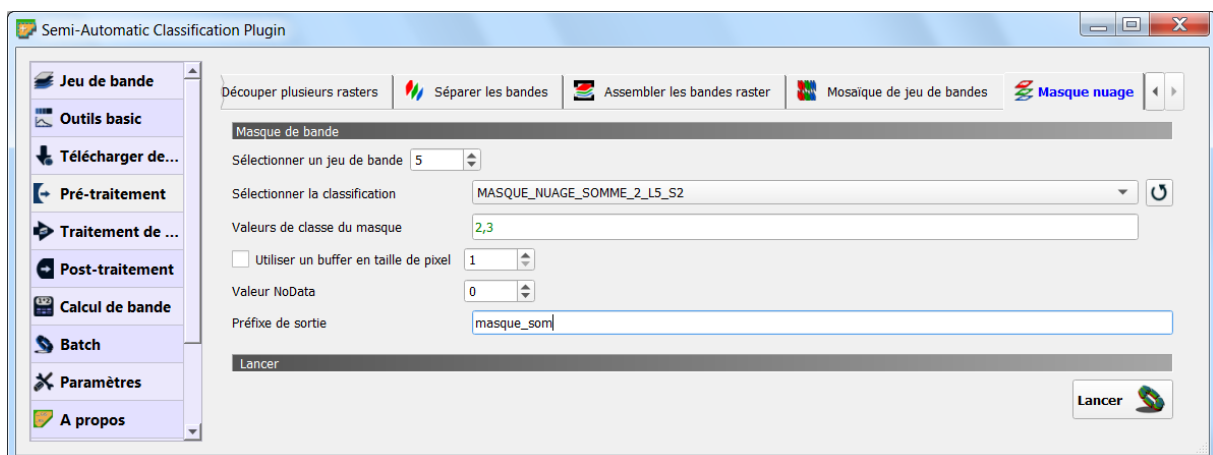 Semi-Automatic Classification Plugin
Jeu de bande
Outils basic
Télécharger de...
Pré-traitement
Traitement de ...
Post-traitement
Calcul de bande
Batch
Paramètres
A propos
Découper plusieurs rasters
Séparer les bandes
Assembler les bandes raster
Mosaïque de jeu de bandes
Masque nuage
Masque de bande
Sélectionner un jeu de bande 5
Sélectionner la classification MASQUE_NUAGE_SOMME_2_L5_S2
Valeurs de classe du masque 2,3
Utiliser un buffer en taille de pixel 1
Valeur NoData 0
Préfixe de sortie masque_som
Lancer
Lancer